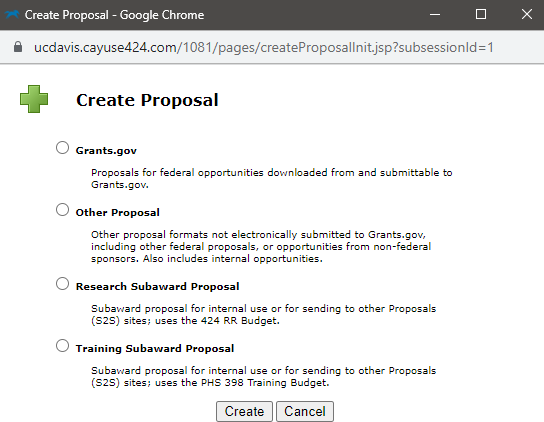 Create Proposal - Google Chrome
ucdavis.cayuse424.com/1081/pages/createProposalInit.jsp?subsessionId=1
Create Proposal
Grants.gov
Proposals for federal opportunities downloaded from and submittable to
Grants.gov.
Other Proposal
Other proposal formats not electronically submitted to Grants.gov,
including other federal proposals, or opportunities from non-federal
sponsors. Also includes internal opportunities.
Research Subaward Proposal
Subaward proposal for internal use or for sending to other Proposals
(S2S) sites; uses the 424 RR Budget.
Training Subaward Proposal
Subaward proposal for internal use or for sending to other Proposals
(S2S) sites; uses the PHS 398 Training Budget.
Create Cancel